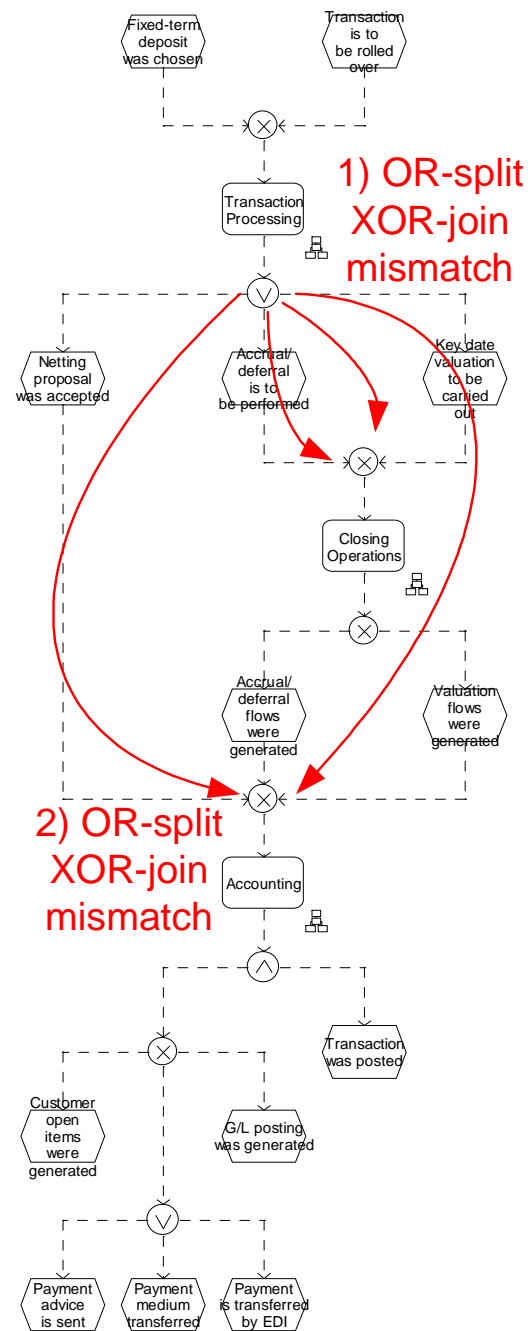 Fixed-term
deposit
was chosen
Transaction
is to
be rolled
over
1) OR-split
XOR-join
mismatch
Transaction
Processing
Netting
proposal
was accepted
Accrual/
deferral
is to
be performed
Key date
valuation
to be
carried
out
Closing
Operations
Accrual/
deferral
flows
were
generated
Valuation
flows
were
generated
2) OR-split
XOR-join
mismatch
Accounting
Transaction
was posted
Customer
open
items
were
generated
G/L posting
was generated
Payment
advice
is sent
Payment
medium
transferred
Payment
is transferred
by EDI